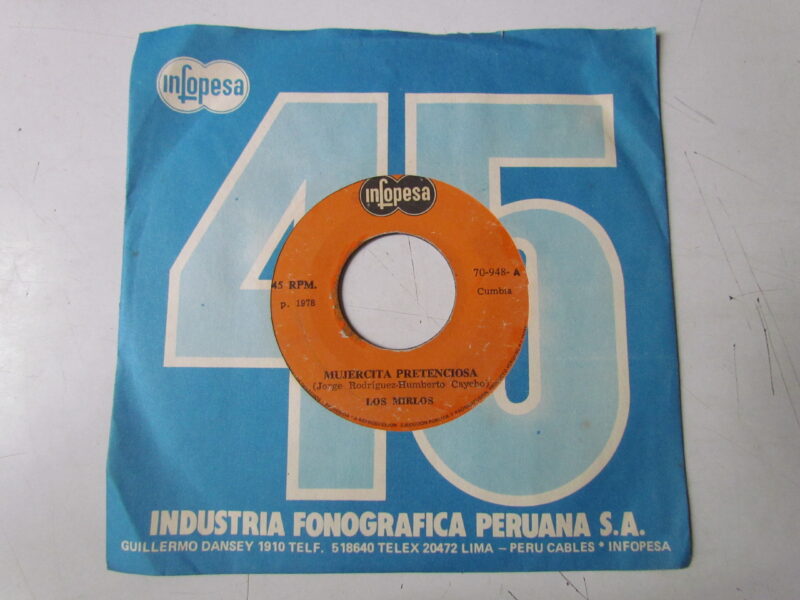 infopesa
45
infopesa
45 RPM.
p. 1978
70-948- A
Cumbia
MUJERCITA PRETENCIOSA
(Jorge Rodriguez-Humberto Caycho)
LOS MIRLOS
INDUSTRIA FONOGRAFICA PERUANA S.A.
GUILLERMO DANSEY 1910 TELF. 518640 TELEX 20472 LIMA – PERU CABLES * INFOPESA